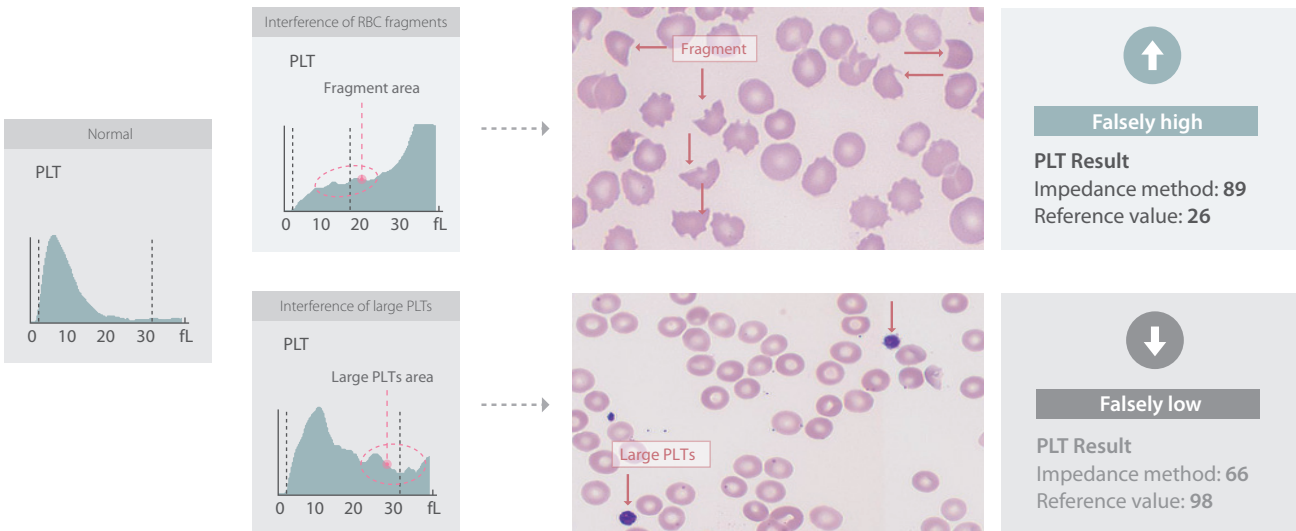 Normal
PLT
0 10 20 30 fL
Interference of RBC fragments
PLT
Fragment area
0 10 20 30 fL
Fragment
Falsely high
PLT Result
Impedance method: 89
Reference value: 26
Interference of large PLTs
PLT
Large PLTs area
0 10 20 30 fL
Large PLTs
Falsely low
PLT Result
Impedance method: 66
Reference value: 98